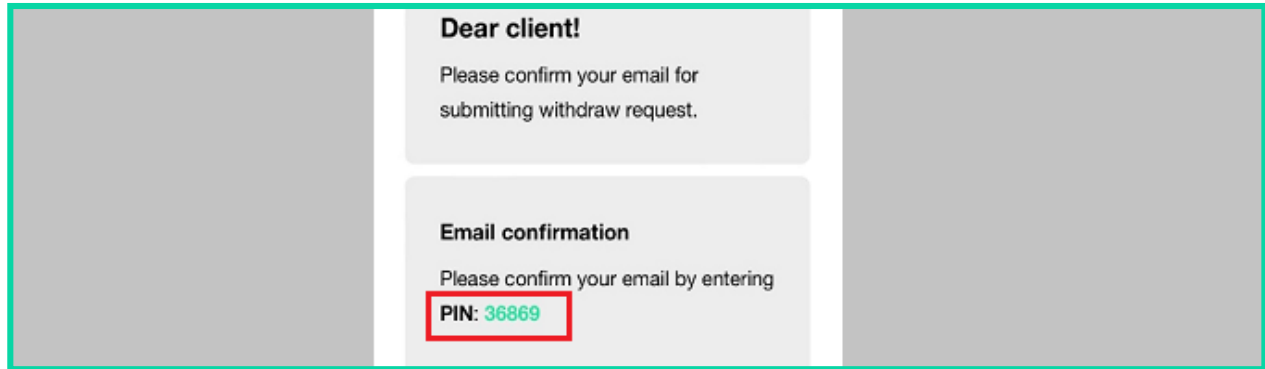 Dear client!
Please confirm your email for
submitting withdraw request.
Email confirmation
Please confirm your email by entering
PIN: 36869